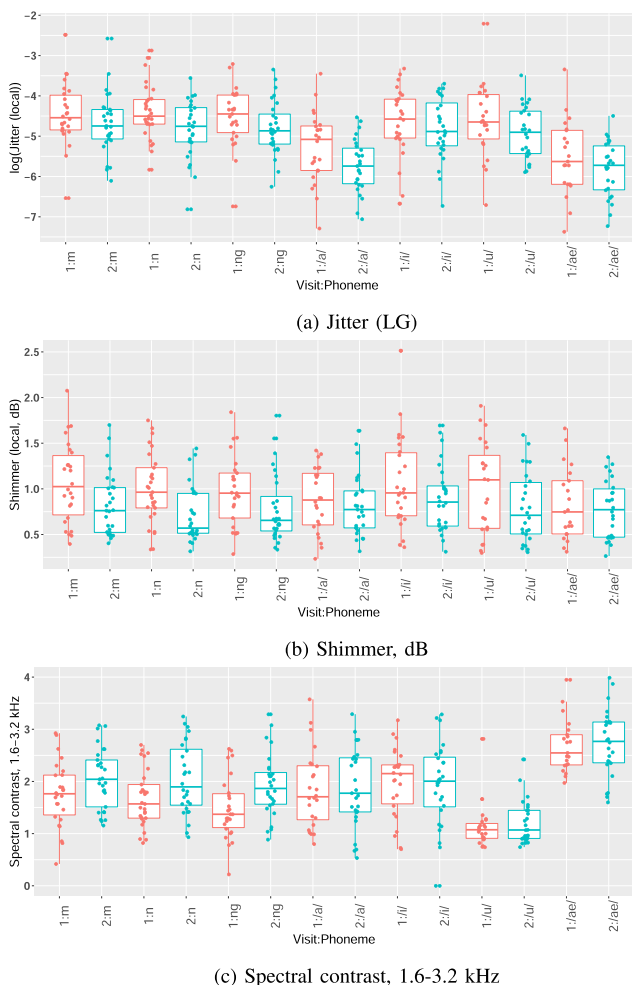 −2
−3
−4
−5
−6
−7
log(Jitter (local))
1:m 2:m 1:n 2:n 1:ng 2:ng 1:/a/ 2:/a/ 1:/i/ 2:/i/ 1:/u/ 2:/u/ 1:/ae/ 2:/ae/
Visit:Phoneme
(a) Jitter (LG)
2.5
2.0
1.5
1.0
0.5
Shimmer (local, dB)
1:m 2:m 1:n 2:n 1:ng 2:ng 1:/a/ 2:/a/ 1:/i/ 2:/i/ 1:/u/ 2:/u/ 1:/ae/ 2:/ae/
Visit:Phoneme
(b) Shimmer, dB
4
3
2
1
0
Spectral contrast, 1.6−3.2 kHz
1:m 2:m 1:n 2:n 1:ng 2:ng 1:/a/ 2:/a/ 1:/i/ 2:/i/ 1:/u/ 2:/u/ 1:/ae/ 2:/ae/
Visit:Phoneme
(c) Spectral contrast, 1.6-3.2 kHz